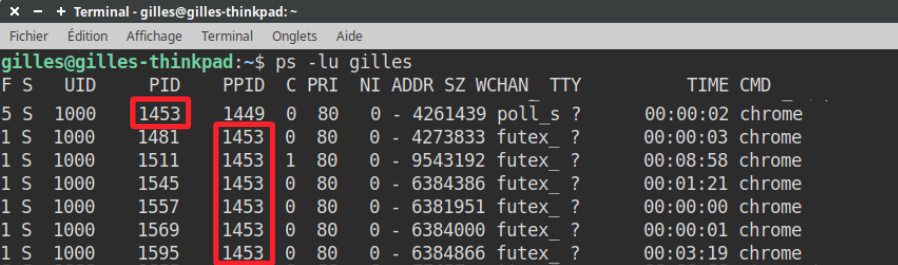 Terminal - gilles@gilles-thinkpad: ~
Fichier Édition Affichage Terminal Onglets Aide
gilles@gilles-thinkpad:~$ ps -lu gilles
F S UID PID PPID C PRI NI ADDR SZ WCHAN TTY TIME CMD
5 S 1000 1453 1449 0 80 0 - 4261439 poll_s ? 00:00:02 chrome
1 S 1000 1481 1453 0 80 0 - 4273833 futex_ ? 00:00:03 chrome
1 S 1000 1511 1453 1 80 0 - 9543192 futex_ ? 00:08:58 chrome
1 S 1000 1545 1453 0 80 0 - 6384386 futex_ ? 00:01:21 chrome
1 S 1000 1557 1453 0 80 0 - 6381951 futex_ ? 00:00:00 chrome
1 S 1000 1569 1453 0 80 0 - 6384000 futex_ ? 00:00:01 chrome
1 S 1000 1595 1453 0 80 0 - 6384866 futex_ ? 00:03:19 chrome